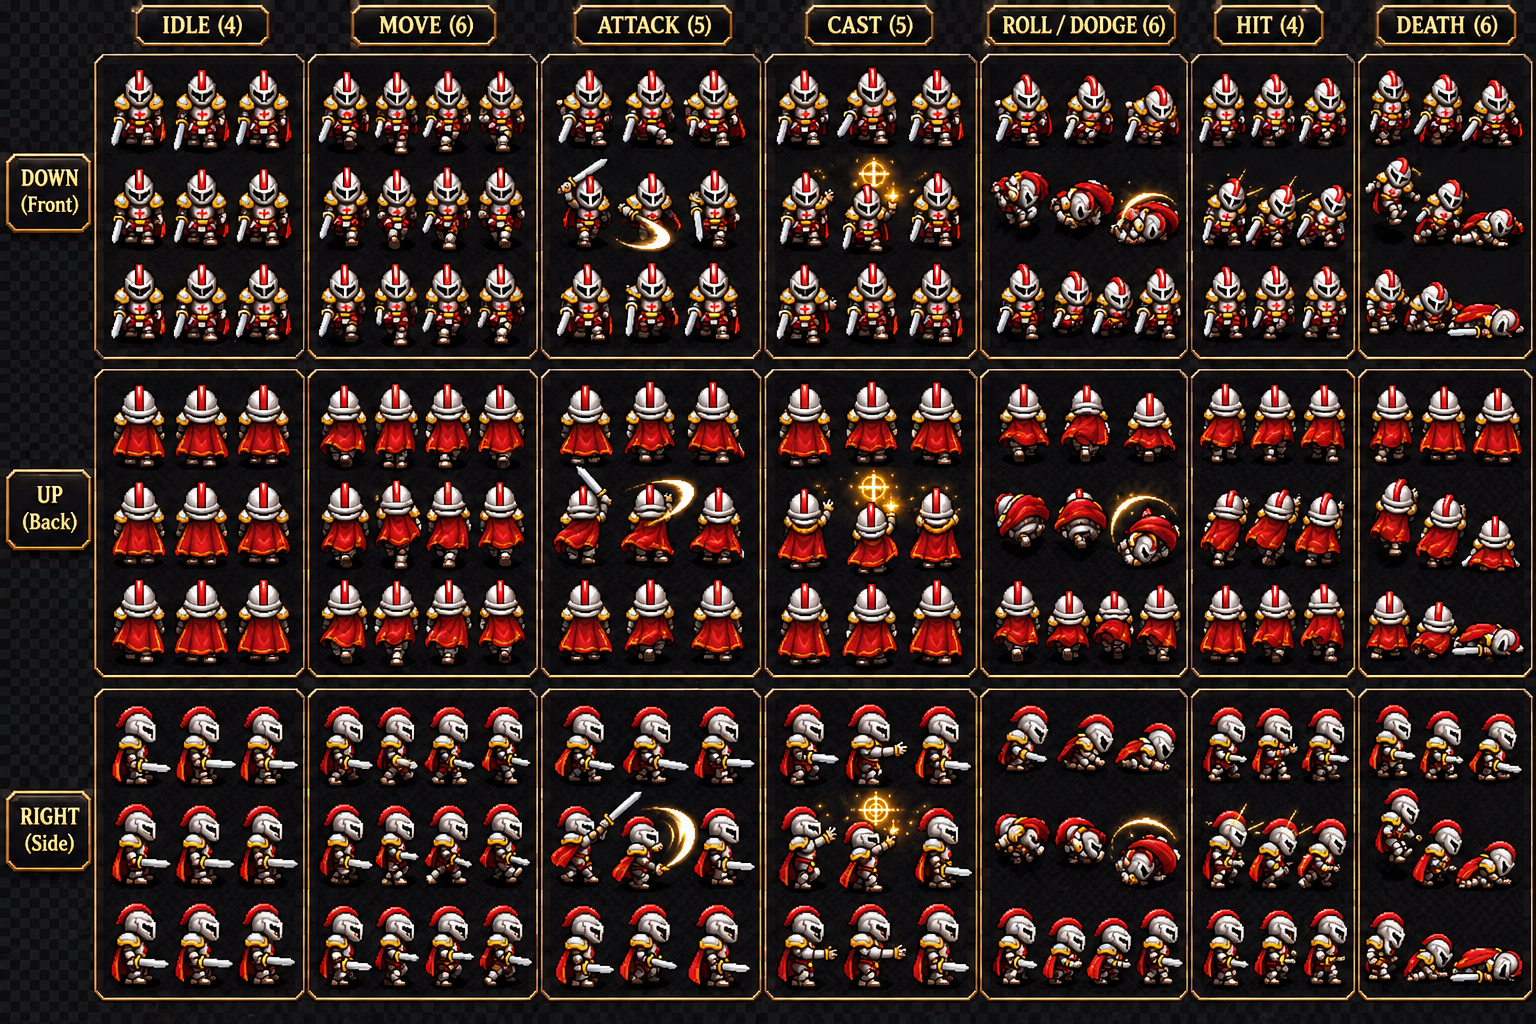 IDLE (4)
MOVE (6)
ATTACK (5)
CAST (5)
ROLL / DODGE (6)
HIT (4)
DEATH (6)
DOWN
(Front)
UP
(Back)
RIGHT
(Side)